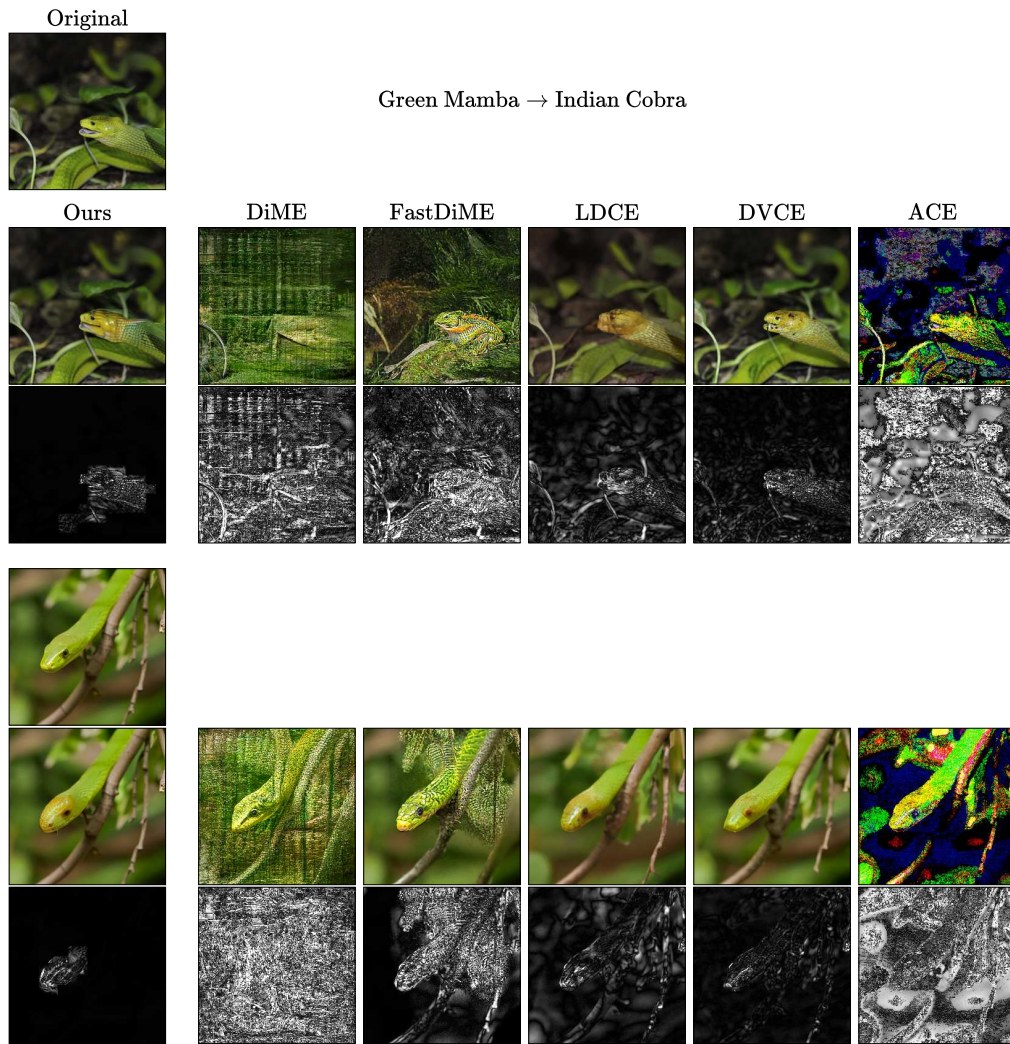 Original
Green Mamba → Indian Cobra
Ours DiME FastDiME LDCE DVCE ACE